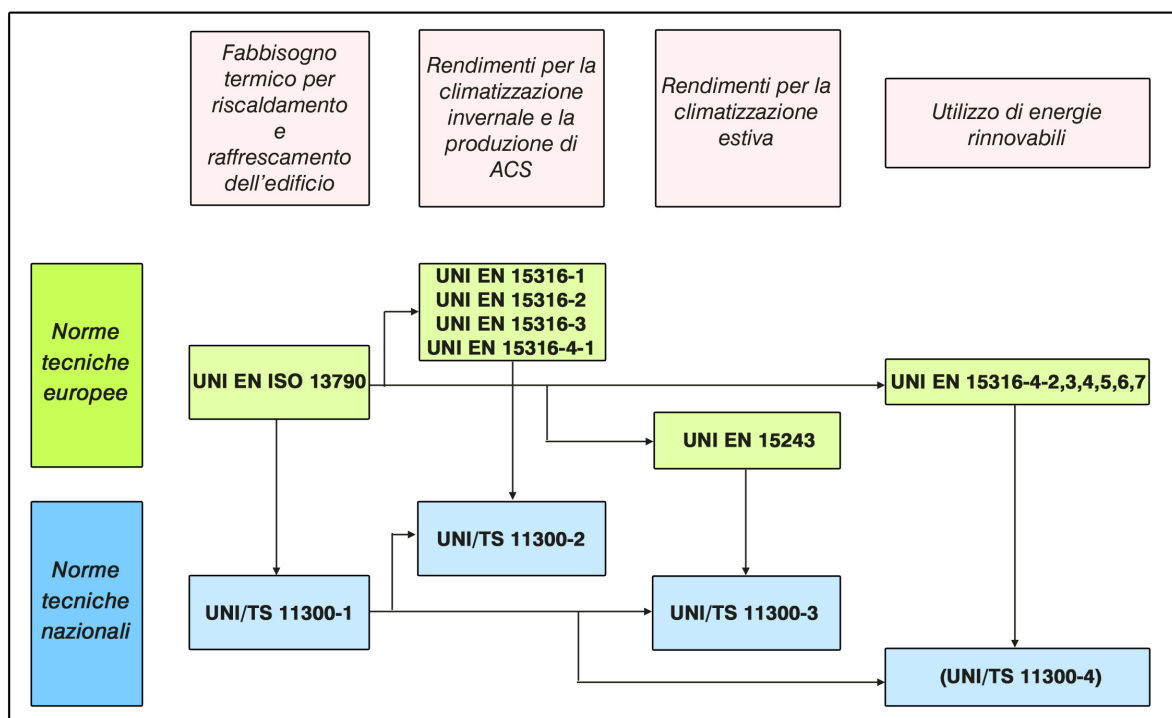 Fabbisogno
termico per
riscaldamento
e
raffrescamento
dell'edificio
Rendimenti per la
climatizzazione
invernale e la
produzione di
ACS
Rendimenti per la
climatizzazione
estiva
Utilizzo di energie
rinnovabili
Norme
tecniche
europee
UNI EN ISO 13790
UNI EN 15316-1
UNI EN 15316-2
UNI EN 15316-3
UNI EN 15316-4-1
UNI EN 15243
UNI EN 15316-4-2,3,4,5,6,7
Norme
tecniche
nazionali
UNI/TS 11300-1
UNI/TS 11300-2
UNI/TS 11300-3
(UNI/TS 11300-4)